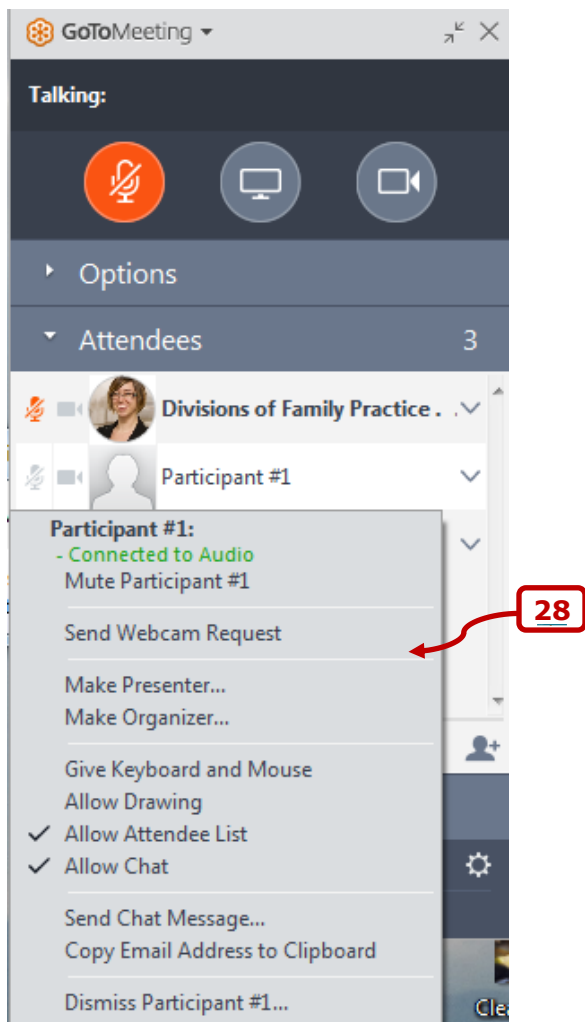 GoToMeeting
Talking:
Options
Attendees 3
Divisions of Family Practice . .
Participant #1
Participant #1:
- Connected to Audio
Mute Participant #1
Send Webcam Request
28
Make Presenter...
Make Organizer...
Give Keyboard and Mouse
Allow Drawing
Allow Attendee List
Allow Chat
Send Chat Message...
Copy Email Address to Clipboard
Dismiss Participant #1...